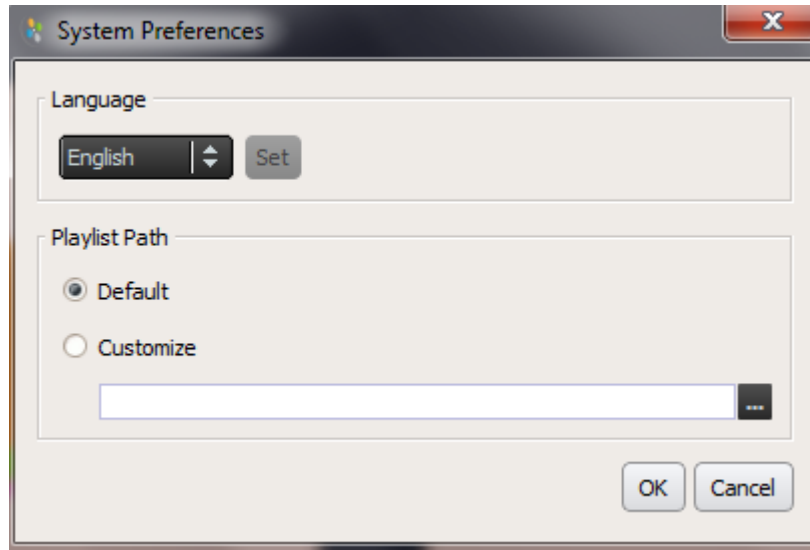 System Preferences
Language
English Set
Playlist Path
Default
Customize
...
OK Cancel